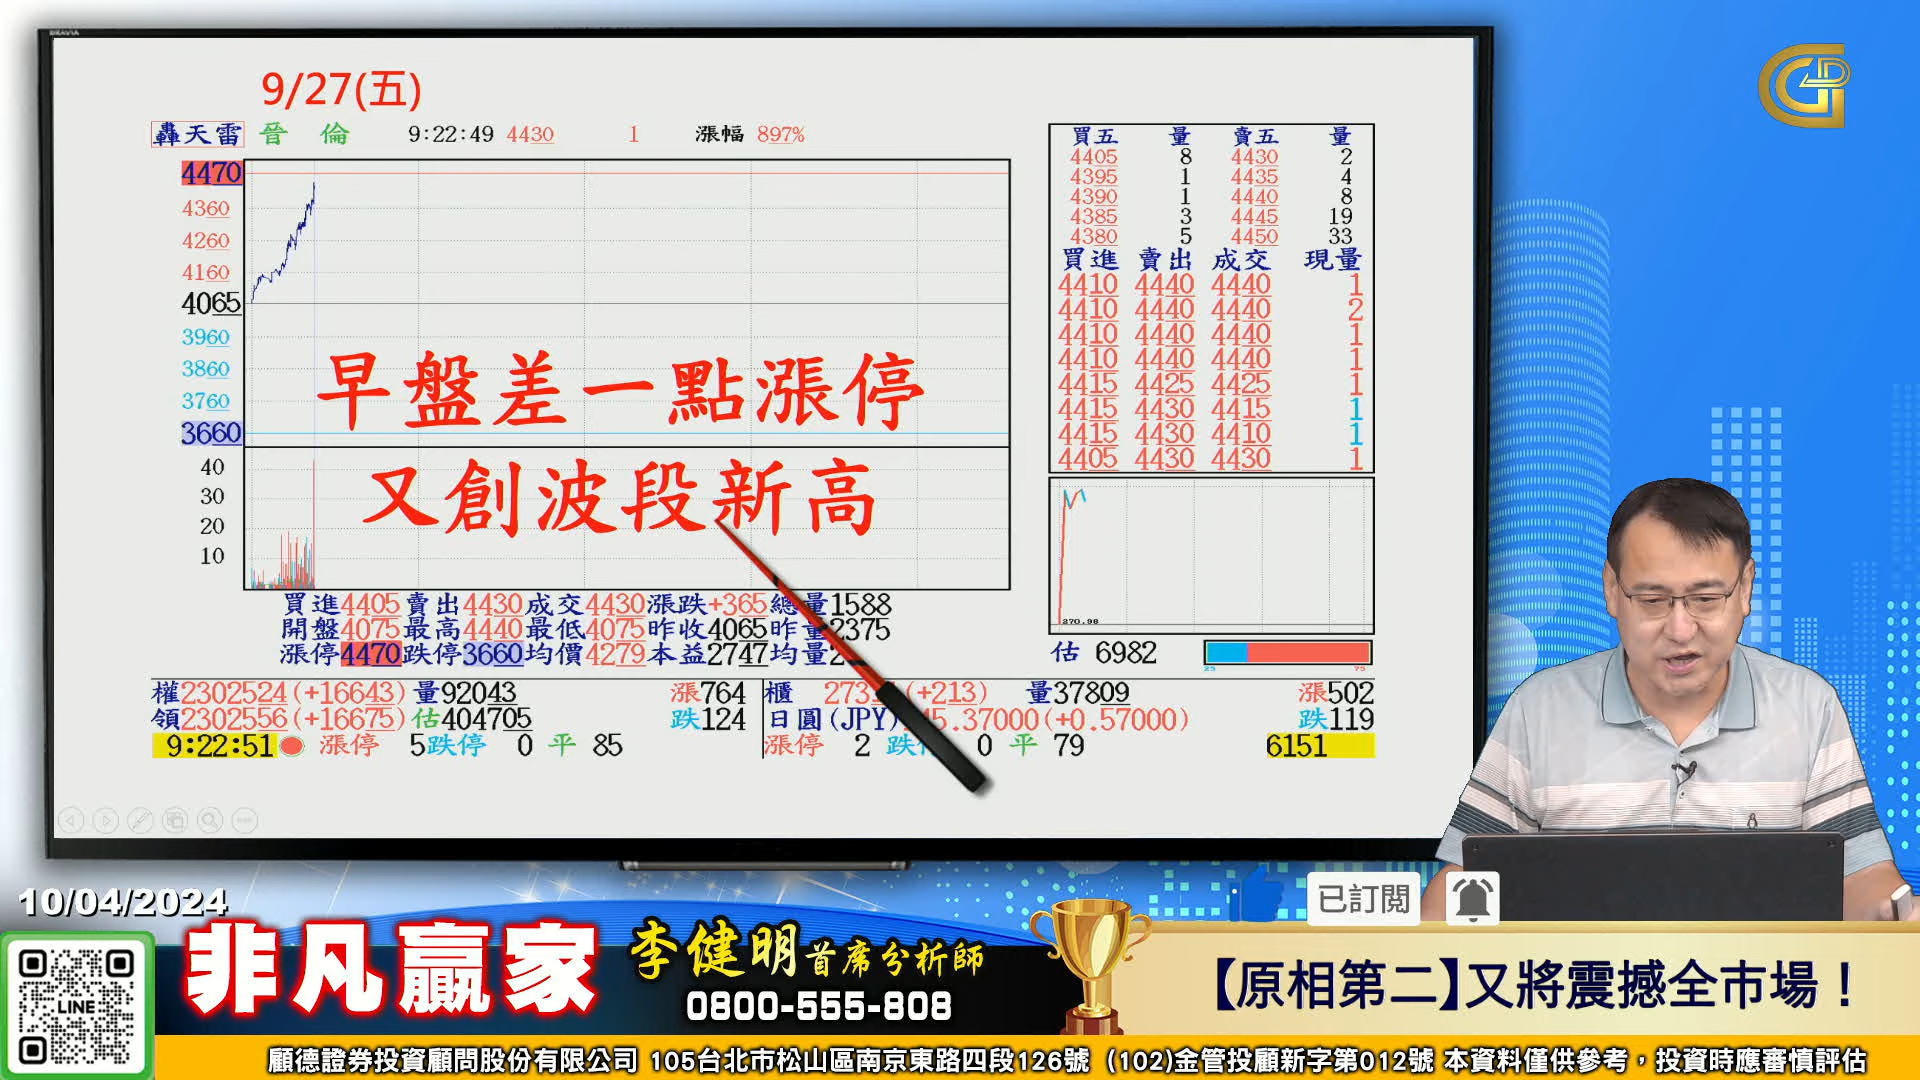 BRAVIA
9/27(五)
轟天雷 晉倫 9:22:49 4430 1 漲幅 897%
4470
4360
4260
4160
4065
3960
3860
3760
3660
40
30
20
10
早盤差一點漲停
又創波段新高
買五 量 賣五 量
4405 8 4430 2
4395 1 4435 4
4390 1 4440 8
4385 3 4445 19
4380 5 4450 33
買進 賣出 成交 現量
4410 4440 4440 1
4410 4440 4440 2
4410 4440 4440 1
4410 4440 4440 1
4415 4425 4425 1
4415 4430 4415 1
4415 4430 4410 1
4405 4430 4430 1
270.98
估 6982
25 75
買進4405賣出4430成交4430漲跌+365總量1588
開盤4075最高4440最低4075昨收4065昨量2375
漲停4470跌停3660均價4279本益2747均量
權2302524(+16643)量92043 漲764 櫃 (+213) 量37809 漲502
領2302556(+16675)估404705 跌124 日圓(JPY) 5.37000(+0.57000) 跌119
9:22:51 漲停 5跌停 0 平 85 漲停 2 跌 0 平 79 6151
10/04/2024
已訂閱
LINE
非凡贏家
李健明首席分析師
0800-555-808
【原相第二】又將震撼全市場！
顧德證券投資顧問股份有限公司 105台北市松山區南京東路四段126號 (102)金管投顧新字第012號 本資料僅供參考，投資時應審慎評估